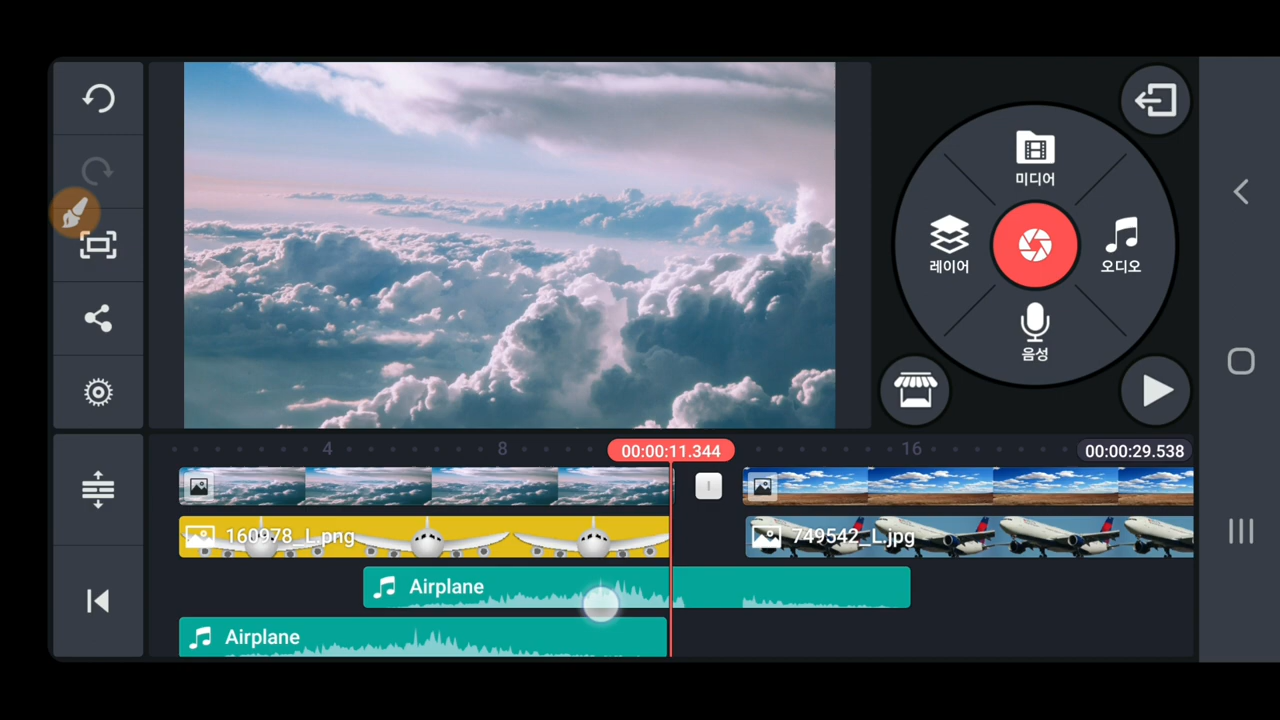 미디어
레이어
오디오
음성
4
8
00:00:11.344
16
00:00:29.538
160978_L.png
749542_L.jpg
Airplane
Airplane